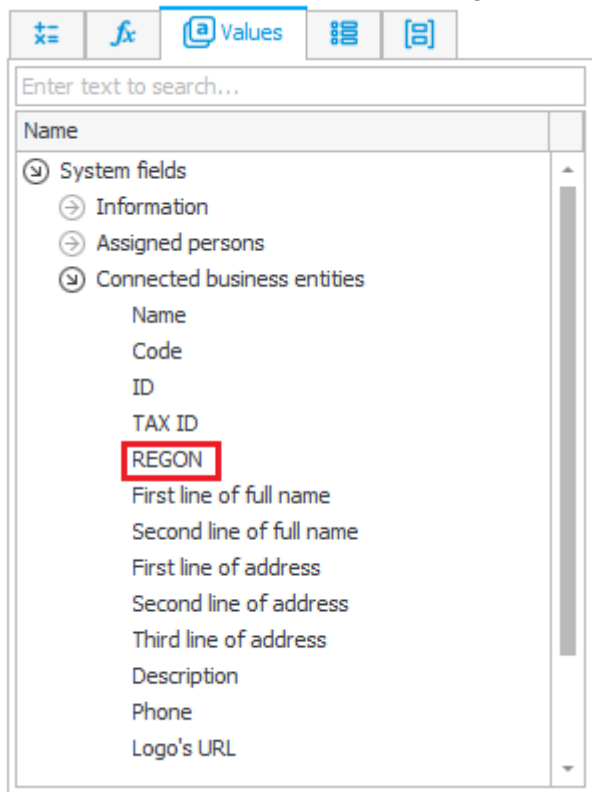 +− ×=
fx
a Values
Enter text to search...
Name
System fields
Information
Assigned persons
Connected business entities
Name
Code
ID
TAX ID
REGON
First line of full name
Second line of full name
First line of address
Second line of address
Third line of address
Description
Phone
Logo's URL